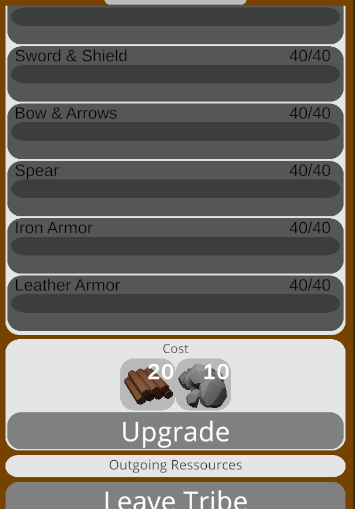 Sword & Shield 40/40
Bow & Arrows 40/40
Spear 40/40
Iron Armor 40/40
Leather Armor 40/40
Cost
20 10
Upgrade
Outgoing Ressources
Leave Tribe